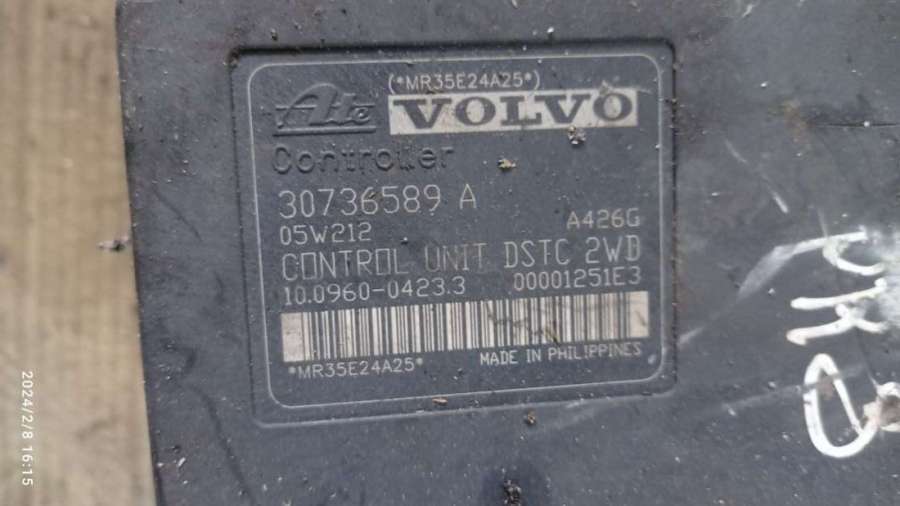 (*MR35E24A25*)
Ate VOLVO
Controller
30736589 A
05W212 A426G
CONTROL UNIT DSTC 2WD
10.0960-0423.3 00001251E3
*MR35E24A25* MADE IN PHILIPPINES
2024/2/8 16:15